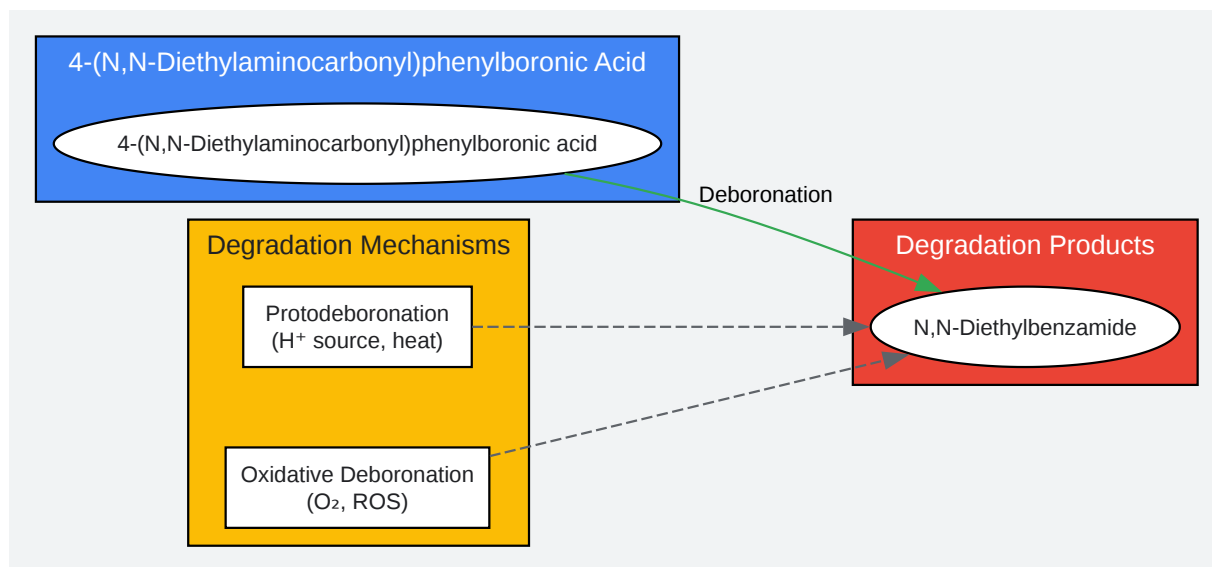 4-(N,N-Diethylaminocarbonyl)phenylboronic Acid
4-(N,N-Diethylaminocarbonyl)phenylboronic acid
Deboronation
Degradation Mechanisms
Protodeboronation
(H⁺ source, heat)
Oxidative Deboronation
(O₂, ROS)
Degradation Products
N,N-Diethylbenzamide